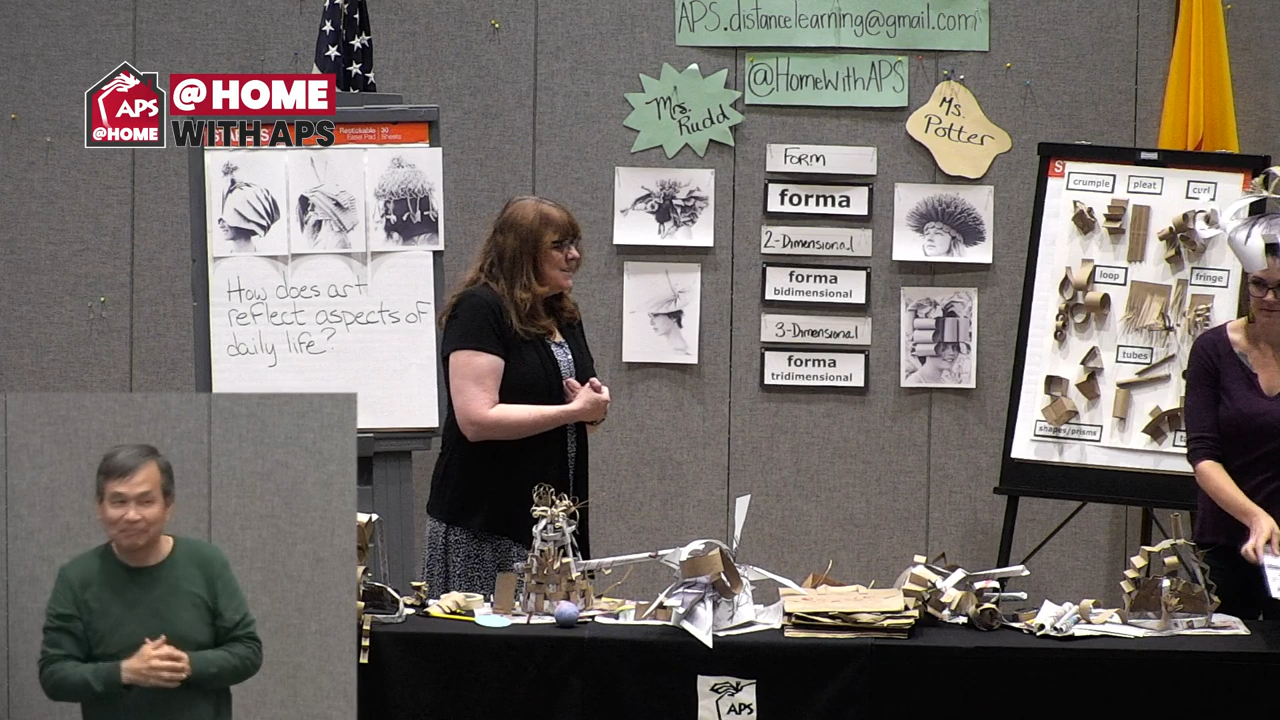 APS.distancelearning@gmail.com
@HomeWithAPS
Mrs.
Rudd
Ms.
Potter
APS
@HOME
@HOME
WITH APS
Restickable
Easel Pad
30
Sheets
How does art
reflect aspects of
daily life?
FORM
forma
2-Dimensional
forma
bidimensional
3-Dimensional
forma
tridimensional
crumple
pleat
curl
loop
fringe
tubes
shapes/prisms
APS